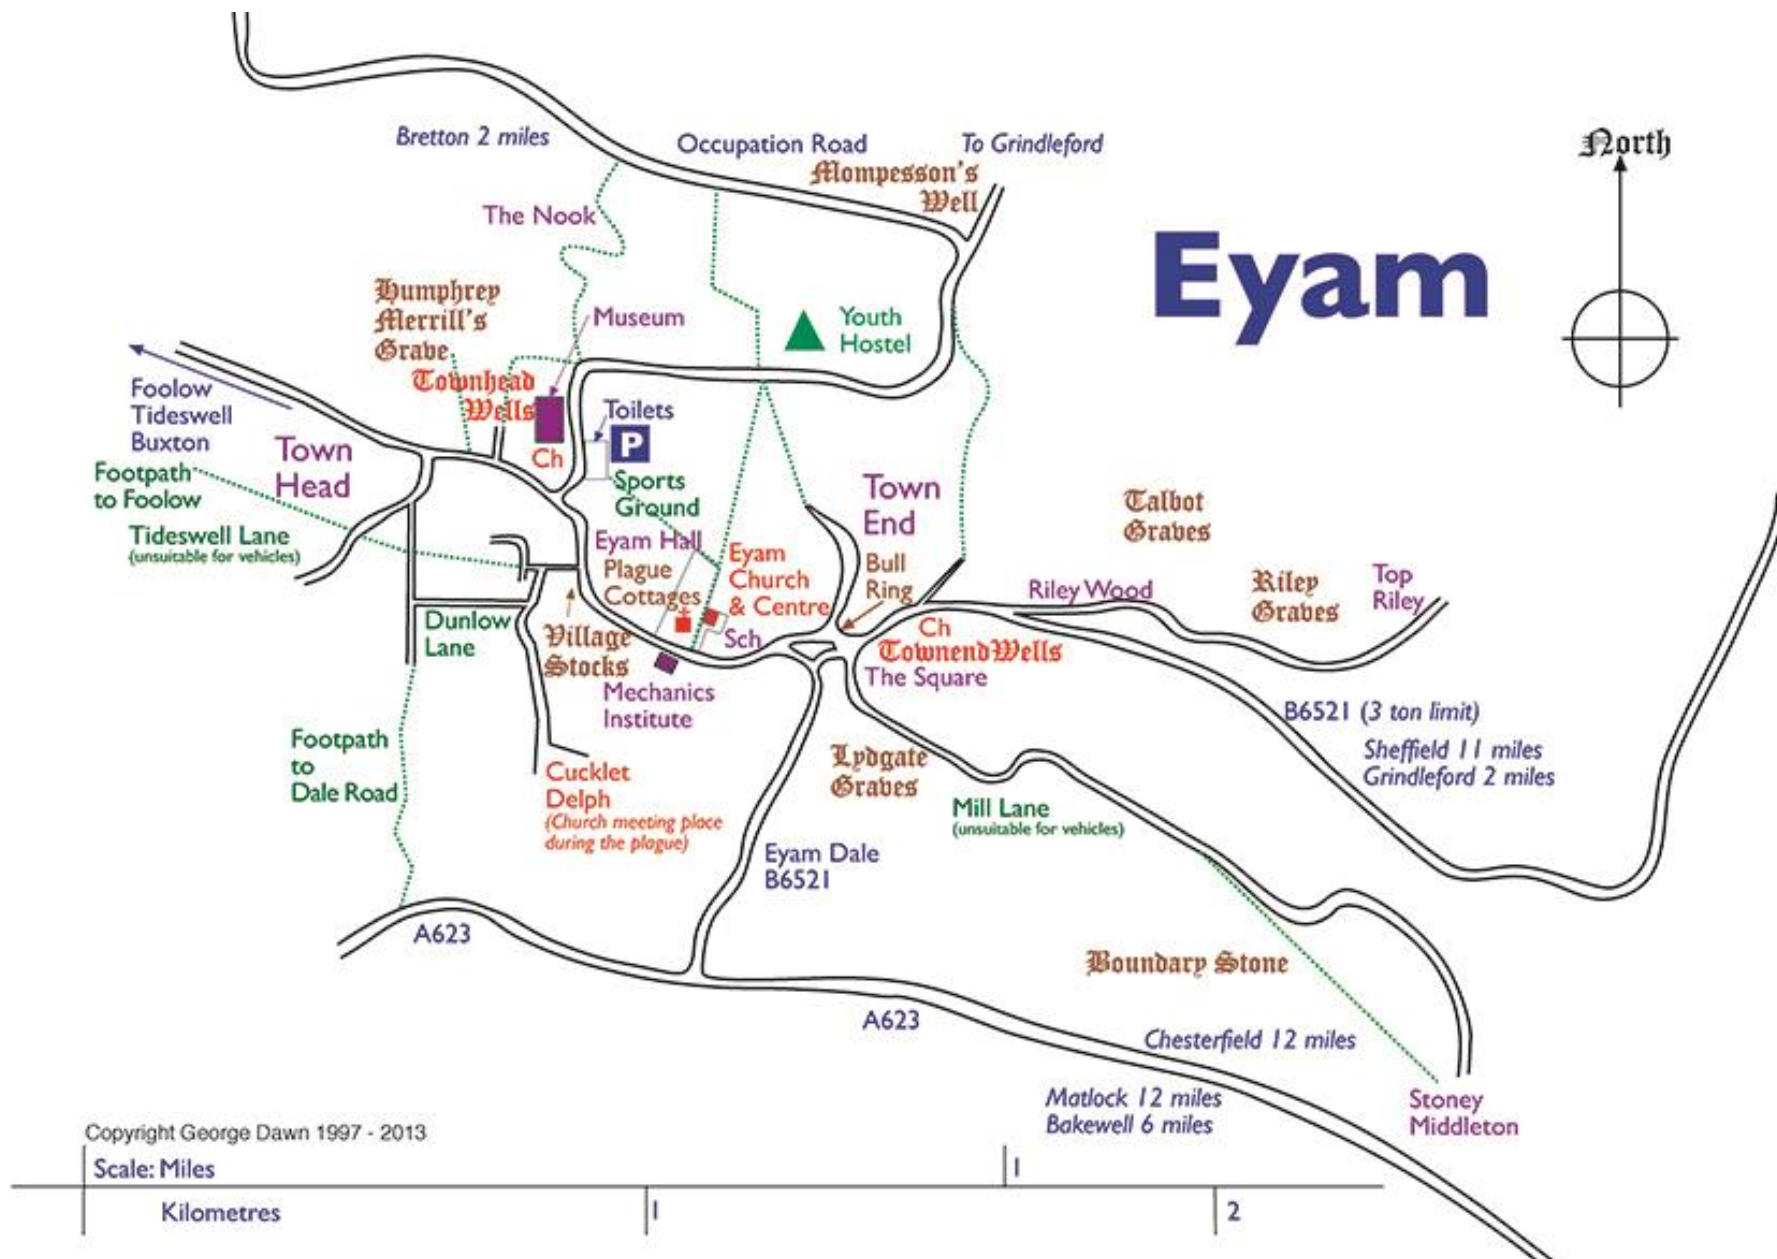 North
Bretton 2 miles
Occupation Road
To Grindleford
Mompesson's
Well
The Nook
Eyam
Humphrey
Merrill's
Grave
Museum
Youth
Hostel
Townhead
Wells
Foolow
Tideswell
Buxton
Toilets
P
Town
Head
Ch
Footpath
to Foolow
Sports
Ground
Town
End
Talbot
Graves
Tideswell Lane
(unsuitable for vehicles)
Eyam Hall
Plague
Cottages
Eyam
Church
& Centre
Bull
Ring
Riley Wood
Riley
Graves
Top
Riley
Dunlow
Lane
Village
Stocks
Sch
Ch
Townend Wells
The Square
Mechanics
Institute
B6521 (3 ton limit)
Sheffield 11 miles
Grindleford 2 miles
Footpath
to
Dale Road
Lydgate
Graves
Cucklet
Delph
(Church meeting place
during the plague)
Mill Lane
(unsuitable for vehicles)
Eyam Dale
B6521
A623
Boundary Stone
A623
Chesterfield 12 miles
Matlock 12 miles
Bakewell 6 miles
Stoney
Middleton
Copyright George Dawn 1997 - 2013
Scale: Miles
1
Kilometres
1
2